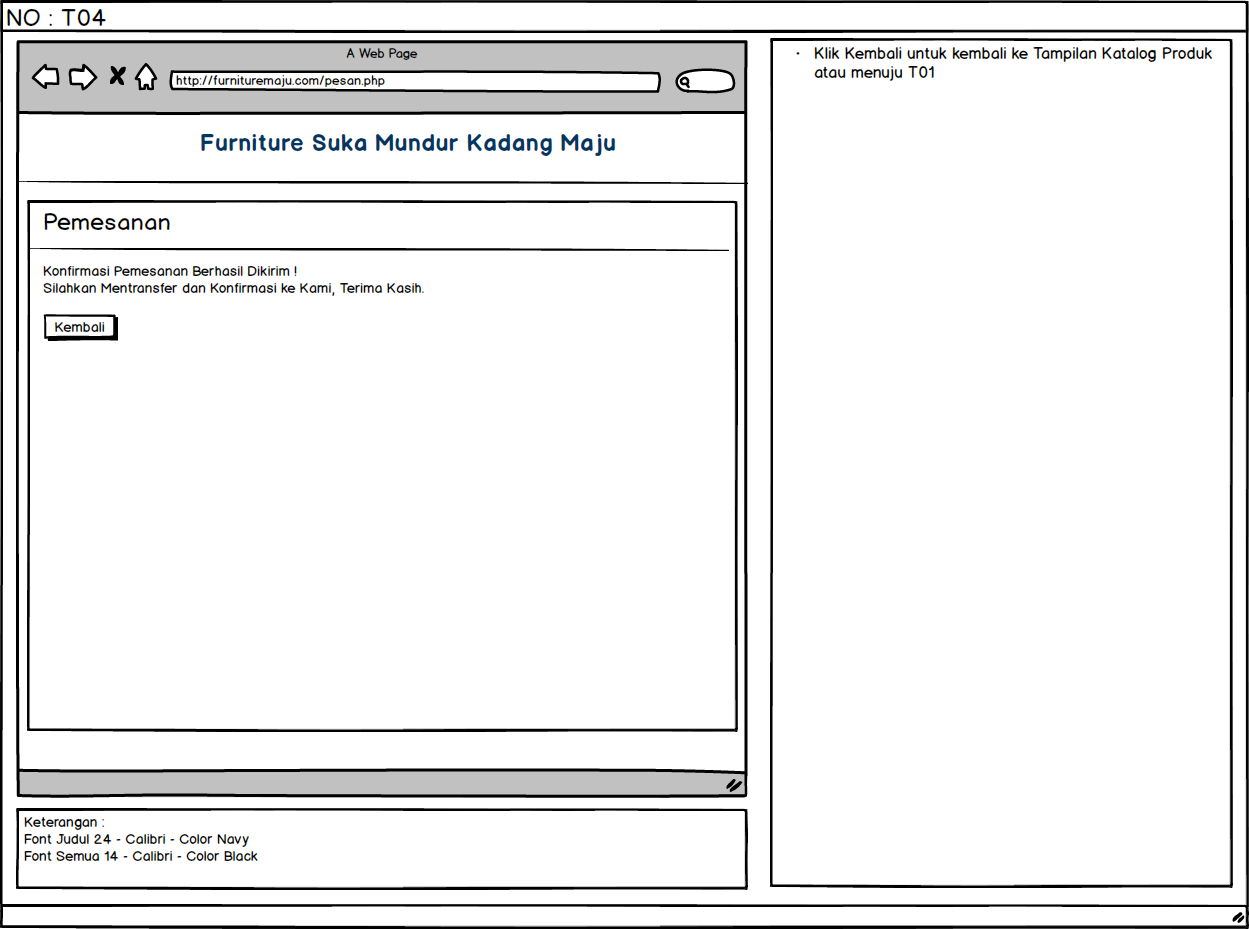 NO : T04
A Web Page
http://furnituremaju.com/pesan.php
Furniture Suka Mundur Kadang Maju
Pemesanan
Konfirmasi Pemesanan Berhasil Dikirim !
Silahkan Mentransfer dan Konfirmasi ke Kami, Terima Kasih.
Kembali
Keterangan :
Font Judul 24 - Calibri - Color Navy
Font Semua 14 - Calibri - Color Black
· Klik Kembali untuk kembali ke Tampilan Katalog Produk
atau menuju T01